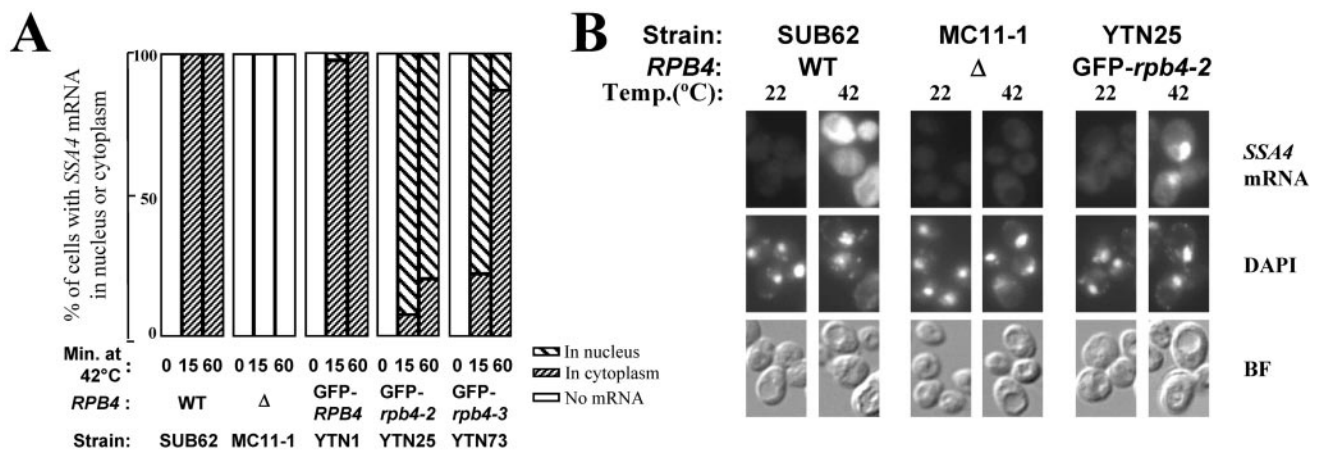 A
% of cells with SSA4 mRNA
in nucleus or cytoplasm
100
50
0
Min. at
42°C :
0 15 60 0 15 60 0 15 60 0 15 60 0 15 60
RPB4 : WT Δ GFP-RPB4 GFP-rpb4-2 GFP-rpb4-3
Strain: SUB62 MC11-1 YTN1 YTN25 YTN73
In nucleus
In cytoplasm
No mRNA
B
Strain: SUB62 MC11-1 YTN25
RPB4: WT Δ GFP-rpb4-2
Temp.(ºC): 22 42 22 42 22 42
SSA4
mRNA
DAPI
BF